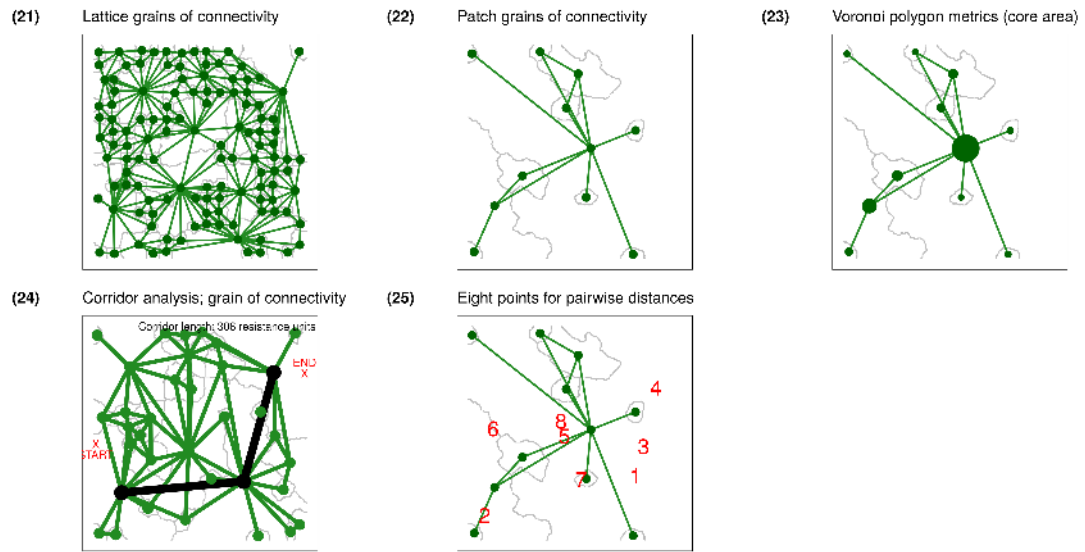 (21) Lattice grains of connectivity
(22) Patch grains of connectivity
(23) Voronoi polygon metrics (core area)
(24) Corridor analysis; grain of connectivity
(25) Eight points for pairwise distances
Corridor length: 306 resistance units
END
X
X
START
4
8
6
5
3
7
1
2